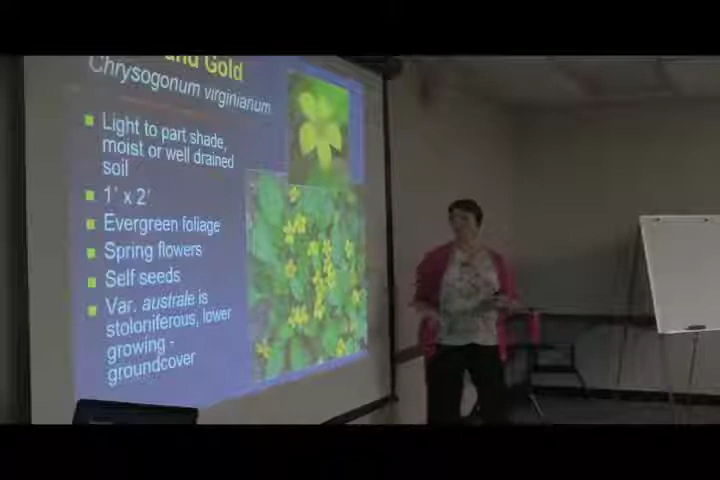 and Gold
Chrysogonum virginianum
Light to part shade,
moist or well drained
soil
1' x 2'
Evergreen foliage
Spring flowers
Self seeds
Var. australe is
stoloniferous, lower
growing -
groundcover